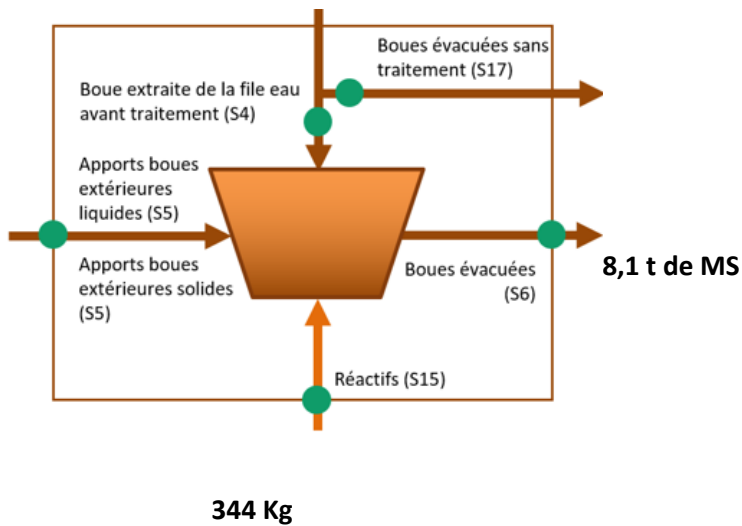 Boues évacuées sans
traitement (S17)
Boue extraite de la file eau
avant traitement (S4)
Apports boues
extérieures
liquides (S5)
Apports boues
extérieures solides
(S5)
Boues évacuées
(S6)
8,1 t de MS
Réactifs (S15)
344 Kg